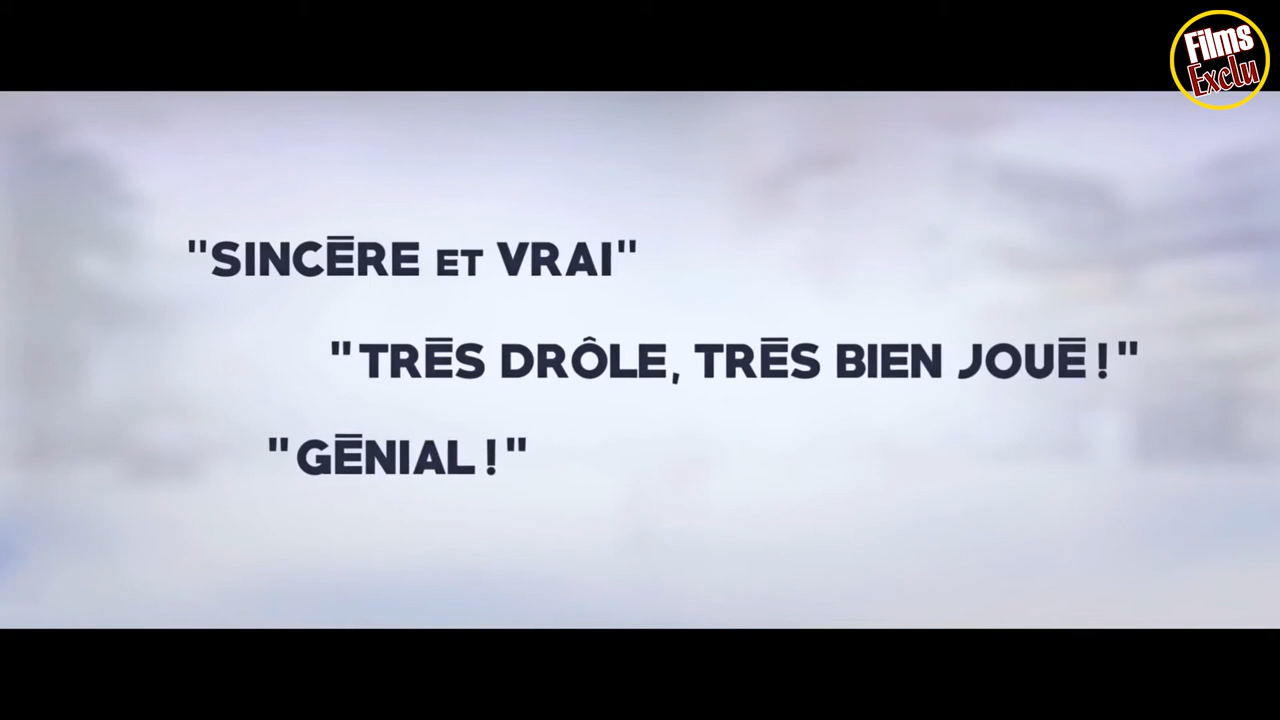 Films
Exclu
"SINCĒRE ET VRAI"
"TRĒS DRÔLE, TRĒS BIEN JOUĒ !"
"GĒNIAL !"